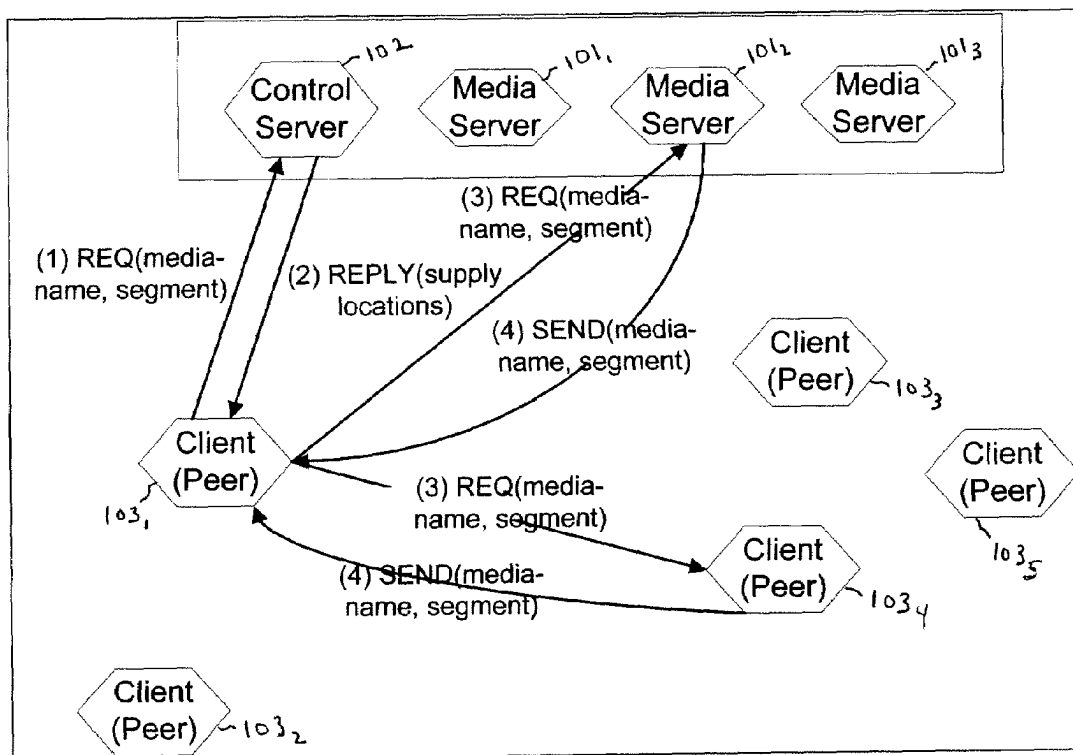 102
Control
Server
101₁
Media
Server
101₂
Media
Server
101₃
Media
Server
(1) REQ(media-
name, segment)
(2) REPLY(supply
locations)
(3) REQ(media-
name, segment)
(4) SEND(media-
name, segment)
Client
(Peer)
103₃
Client
(Peer)
103₁
Client
(Peer)
103₅
(3) REQ(media-
name, segment)
Client
(Peer)
103₄
(4) SEND(media-
name, segment)
Client
(Peer)
103₂